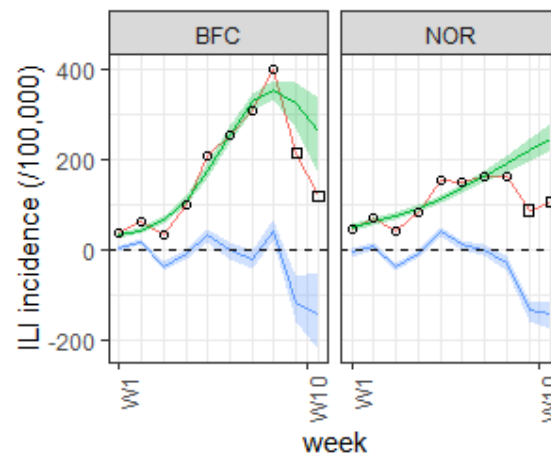 BFC NOR
ILI incidence (/100,000)
400
200
0
-200
W1 W10 W1 W10
week